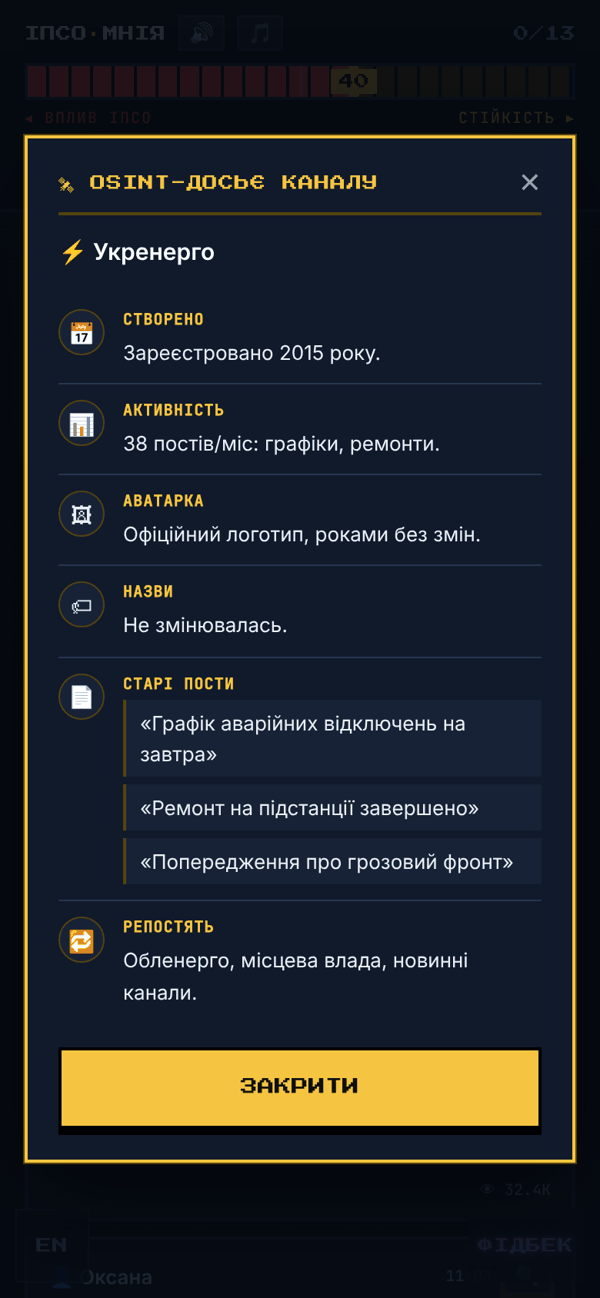 ІПСО·МНІЯ
0/13
40
◀ ВПЛИВ ІПСО
СТІЙКІСТЬ ▶
OSINT-ДОСЬЄ КАНАЛУ
✕
Укренерго
СТВОРЕНО
Зареєстровано 2015 року.
АКТИВНІСТЬ
38 постів/міс: графіки, ремонти.
АВАТАРКА
Офіційний логотип, роками без змін.
НАЗВИ
Не змінювалась.
СТАРІ ПОСТИ
«Графік аварійних відключень на
завтра»
«Ремонт на підстанції завершено»
«Попередження про грозовий фронт»
РЕПОСТЯТЬ
Обленерго, місцева влада, новинні
канали.
ЗАКРИТИ
32.4K
EN
ФІДБЕК
Оксана
11